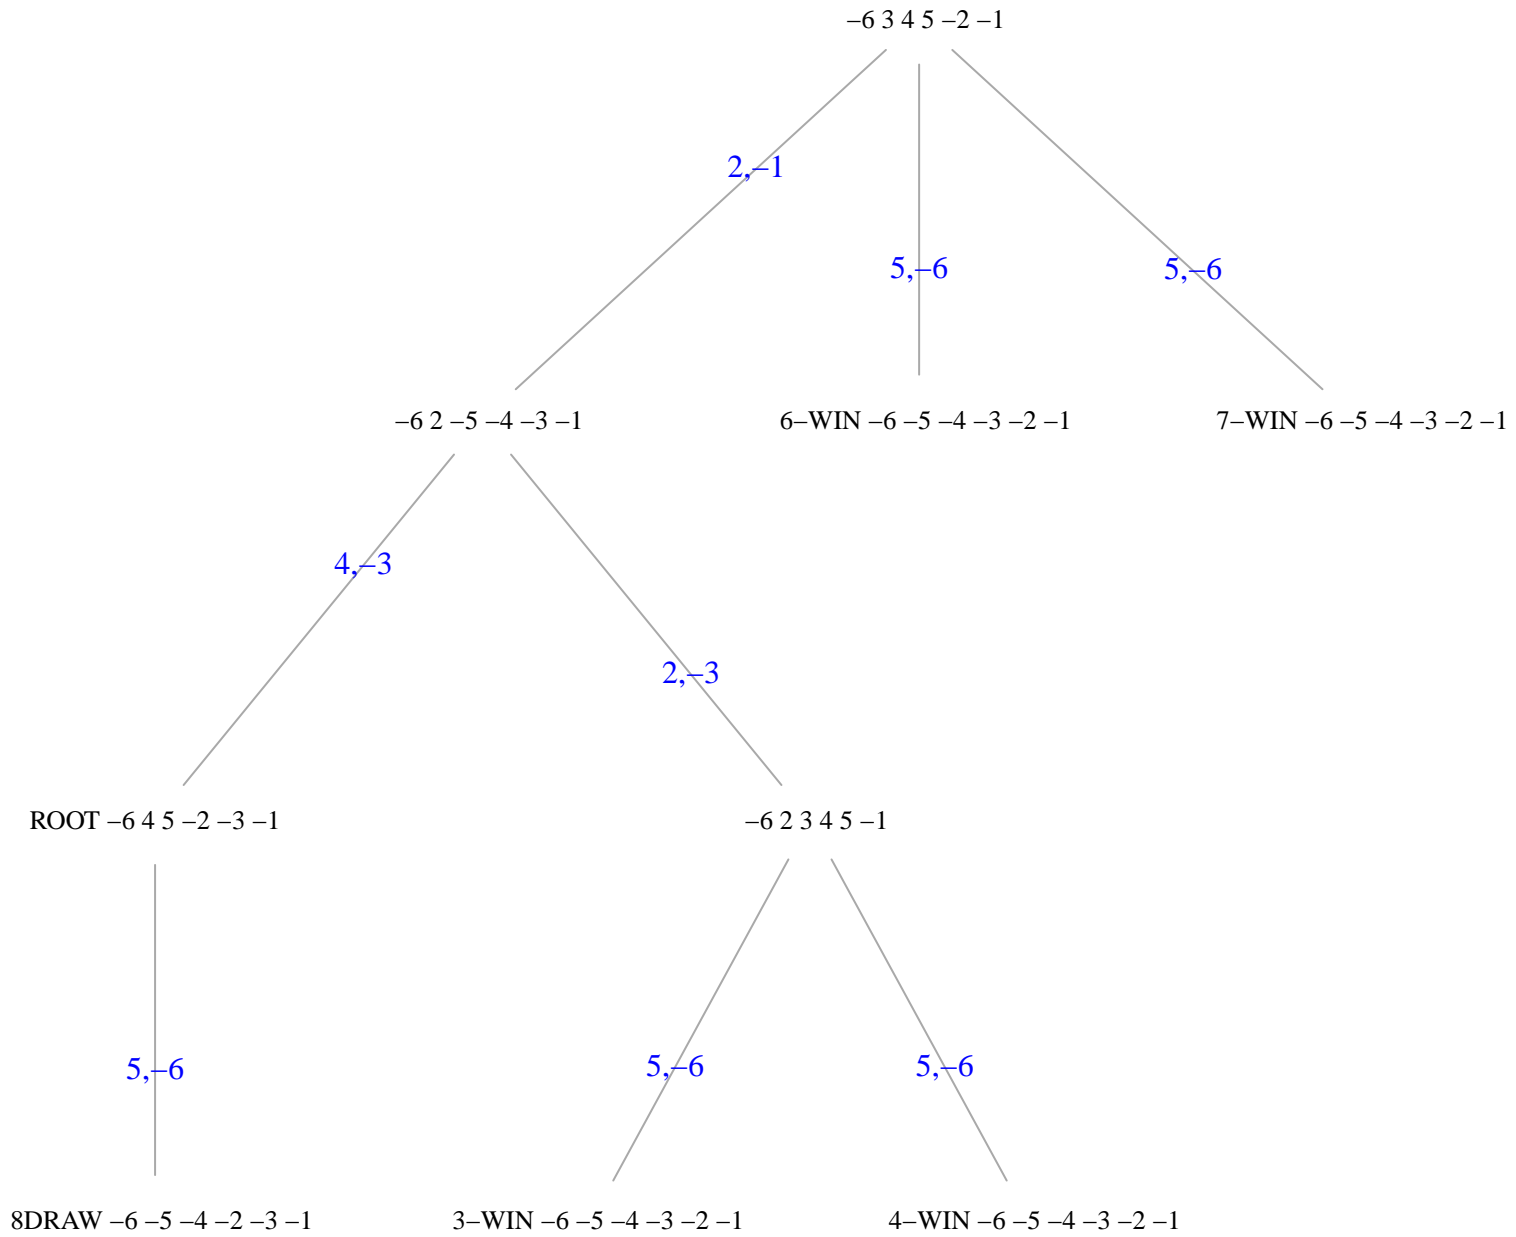 –6 3 4 5 –2 –1
2,–1
5,–6
5,–6
–6 2 –5 –4 –3 –1
6–WIN –6 –5 –4 –3 –2 –1
7–WIN –6 –5 –4 –3 –2 –1
4,–3
2,–3
ROOT –6 4 5 –2 –3 –1
–6 2 3 4 5 –1
5,–6
5,–6
5,–6
8DRAW –6 –5 –4 –2 –3 –1
3–WIN –6 –5 –4 –3 –2 –1
4–WIN –6 –5 –4 –3 –2 –1